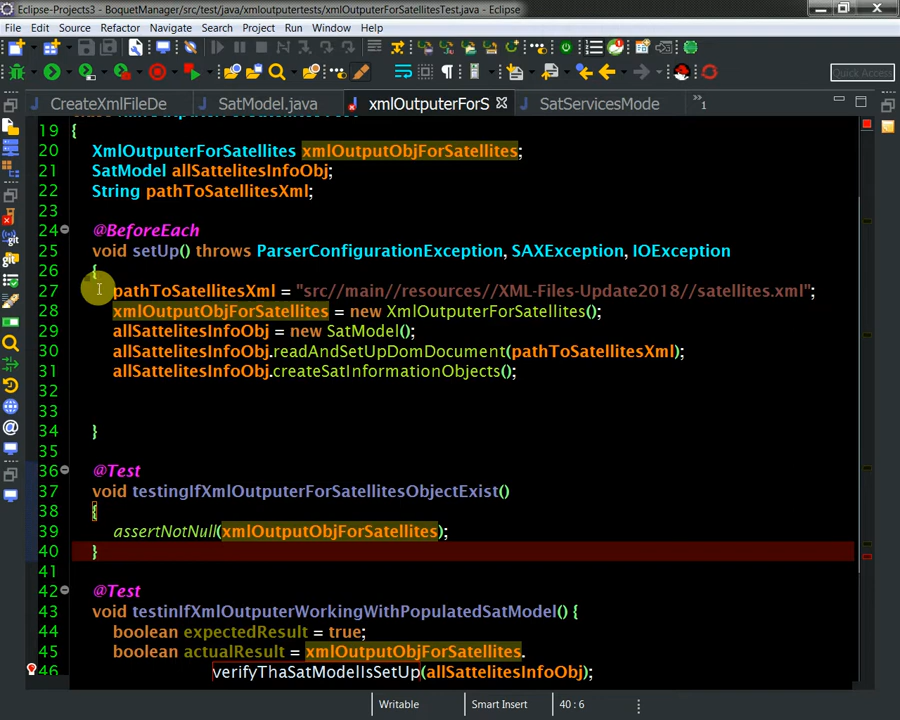 Eclipse-Projects3 - BoquetManager/src/test/java/xmloutputertests/xmlOutputerForSatellitesTest.java - Eclipse
File Edit Source Refactor Navigate Search Project Run Window Help
Quick Access
CreateXmlFileDe SatModel.java xmlOutputerForS SatServicesMode »1
19 {
20 XmlOutputerForSatellites xmlOutputObjForSatellites;
21 SatModel allSattelitesInfoObj;
22 String pathToSatellitesXml;
23
24 @BeforeEach
25 void setUp() throws ParserConfigurationException, SAXException, IOException
26 {
27 pathToSatellitesXml = "src//main//resources//XML-Files-Update2018//satellites.xml";
28 xmlOutputObjForSatellites = new XmlOutputerForSatellites();
29 allSattelitesInfoObj = new SatModel();
30 allSattelitesInfoObj.readAndSetUpDomDocument(pathToSatellitesXml);
31 allSattelitesInfoObj.createSatInformationObjects();
32
33
34 }
35
36 @Test
37 void testingIfXmlOutputerForSatellitesObjectExist()
38 {
39 assertNotNull(xmlOutputObjForSatellites);
40 }
41
42 @Test
43 void testinIfXmlOutputerWorkingWithPopulatedSatModel() {
44 boolean expectedResult = true;
45 boolean actualResult = xmlOutputObjForSatellites.
46 verifyThaSatModelIsSetUp(allSattelitesInfoObj);
Writable Smart Insert 40 : 6